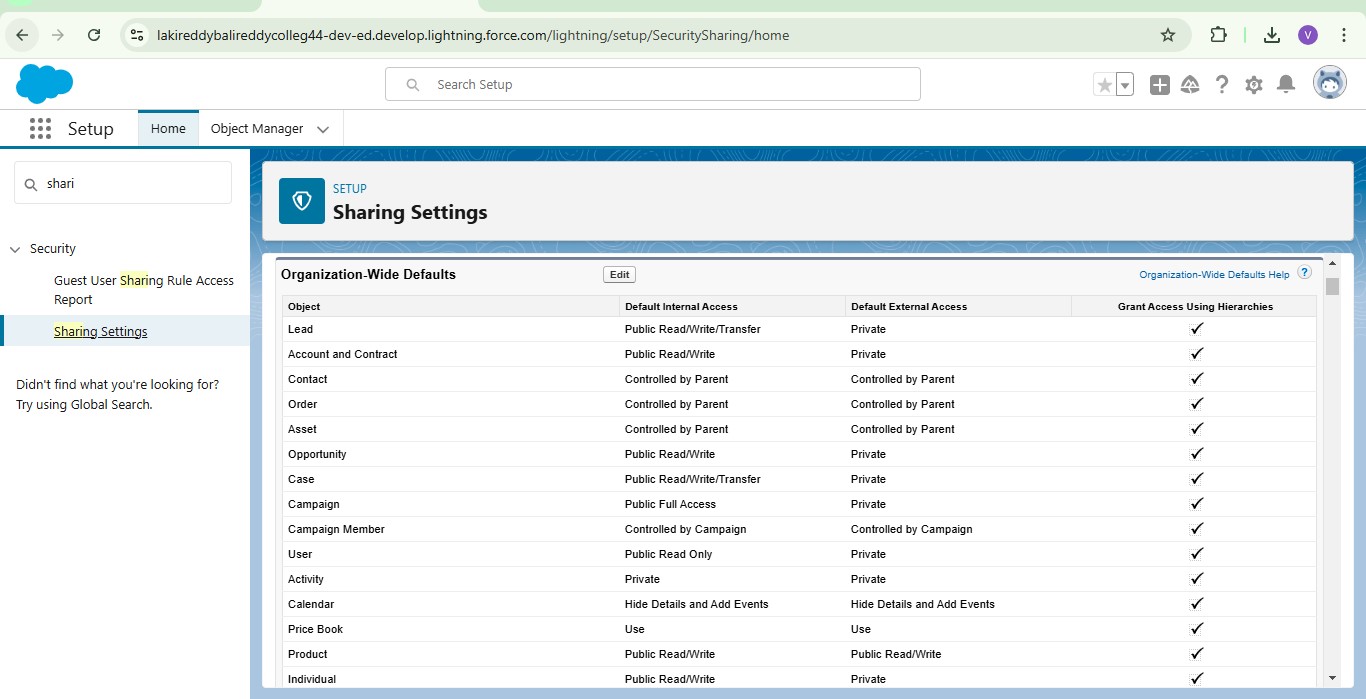 lakireddybalireddycolleg44-dev-ed.develop.lightning.force.com/lightning/setup/SecuritySharing/home
V
Search Setup
Setup Home Object Manager
shari
Security
Guest User Sharing Rule Access
Report
Sharing Settings
Didn't find what you're looking for?
Try using Global Search.
SETUP
Sharing Settings
Organization-Wide Defaults Edit Organization-Wide Defaults Help ?
Object Default Internal Access Default External Access Grant Access Using Hierarchies
Lead Public Read/Write/Transfer Private ✓
Account and Contract Public Read/Write Private ✓
Contact Controlled by Parent Controlled by Parent ✓
Order Controlled by Parent Controlled by Parent ✓
Asset Controlled by Parent Controlled by Parent ✓
Opportunity Public Read/Write Private ✓
Case Public Read/Write/Transfer Private ✓
Campaign Public Full Access Private ✓
Campaign Member Controlled by Campaign Controlled by Campaign ✓
User Public Read Only Private ✓
Activity Private Private ✓
Calendar Hide Details and Add Events Hide Details and Add Events ✓
Price Book Use Use ✓
Product Public Read/Write Public Read/Write ✓
Individual Public Read/Write Private ✓